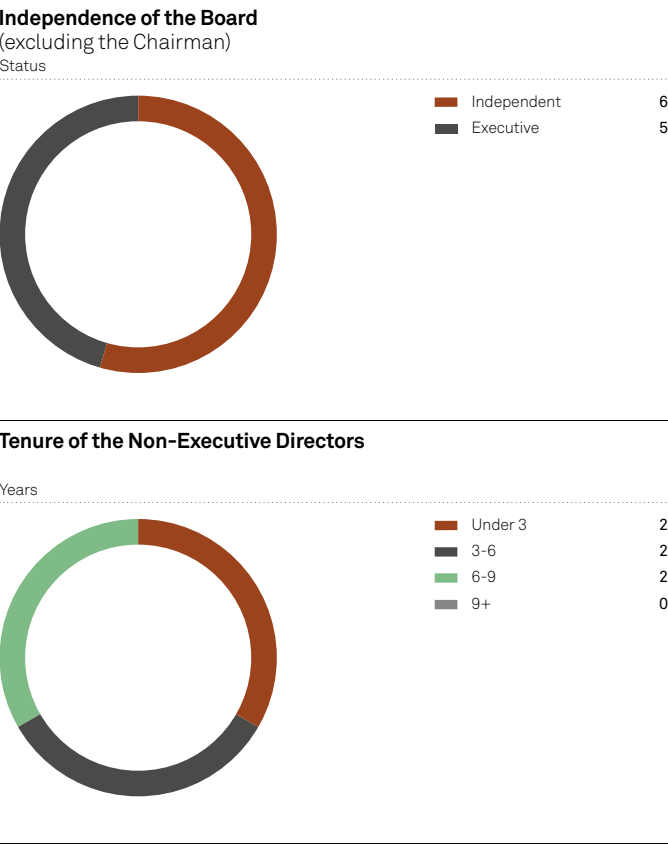 Independence of the Board
(excluding the Chairman)
Status
Independent 6
Executive 5
Tenure of the Non-Executive Directors
Years
Under 3 2
3-6 2
6-9 2
9+ 0